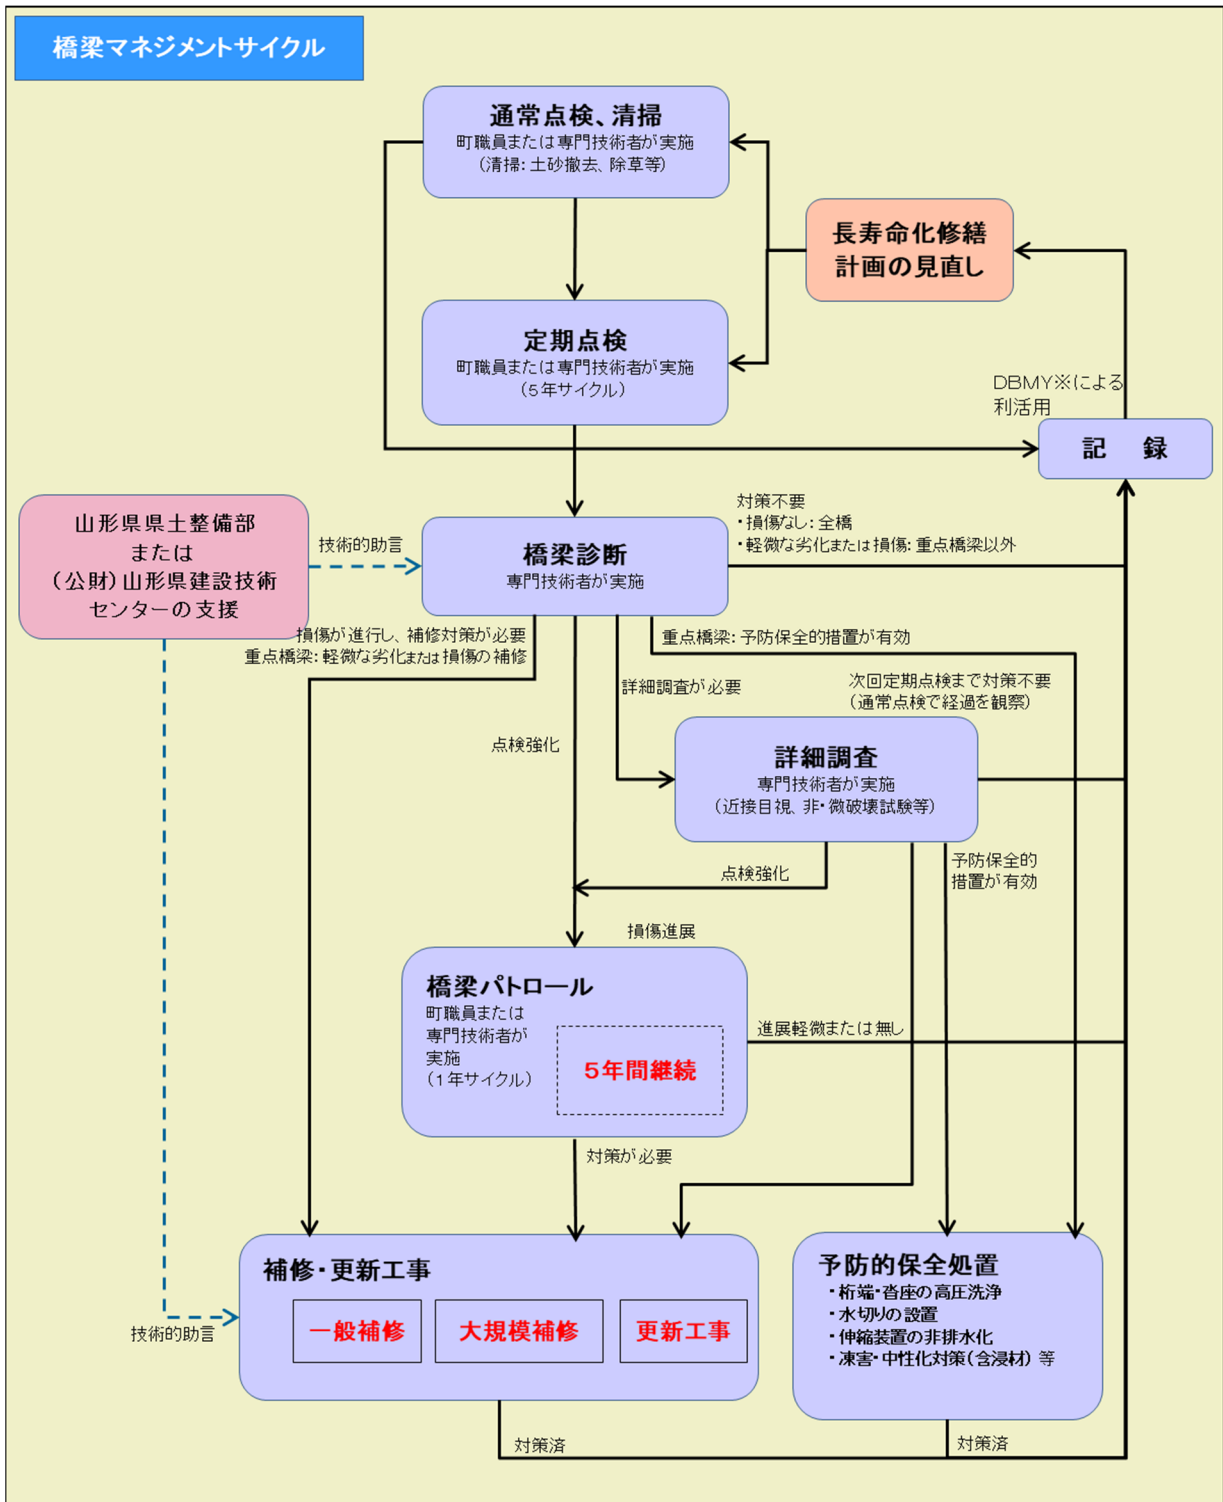 橋梁マネジメントサイクル
通常点検、清掃
町職員または専門技術者が実施
（清掃：土砂撤去、除草等）
長寿命化修繕
計画の見直し
定期点検
町職員または専門技術者が実施
（５年サイクル）
DBMY※による
利活用
記　録
山形県県土整備部
または
（公財）山形県建設技術
センターの支援
技術的助言
橋梁診断
専門技術者が実施
対策不要
・損傷なし：全橋
・軽微な劣化または損傷：重点橋梁以外
損傷が進行し、補修対策が必要
重点橋梁：軽微な劣化または損傷の補修
重点橋梁：予防保全的措置が有効
詳細調査が必要
次回定期点検まで対策不要
（通常点検で経過を観察）
点検強化
詳細調査
専門技術者が実施
（近接目視、非・微破壊試験等）
点検強化
予防保全的
措置が有効
損傷進展
橋梁パトロール
町職員または
専門技術者が
実施
（１年サイクル）
５年間継続
進展軽微または無し
対策が必要
補修・更新工事
一般補修
大規模補修
更新工事
技術的助言
予防的保全処置
・桁端・沓座の高圧洗浄
・水切りの設置
・伸縮装置の非排水化
・凍害・中性化対策（含浸材）等
対策済
対策済